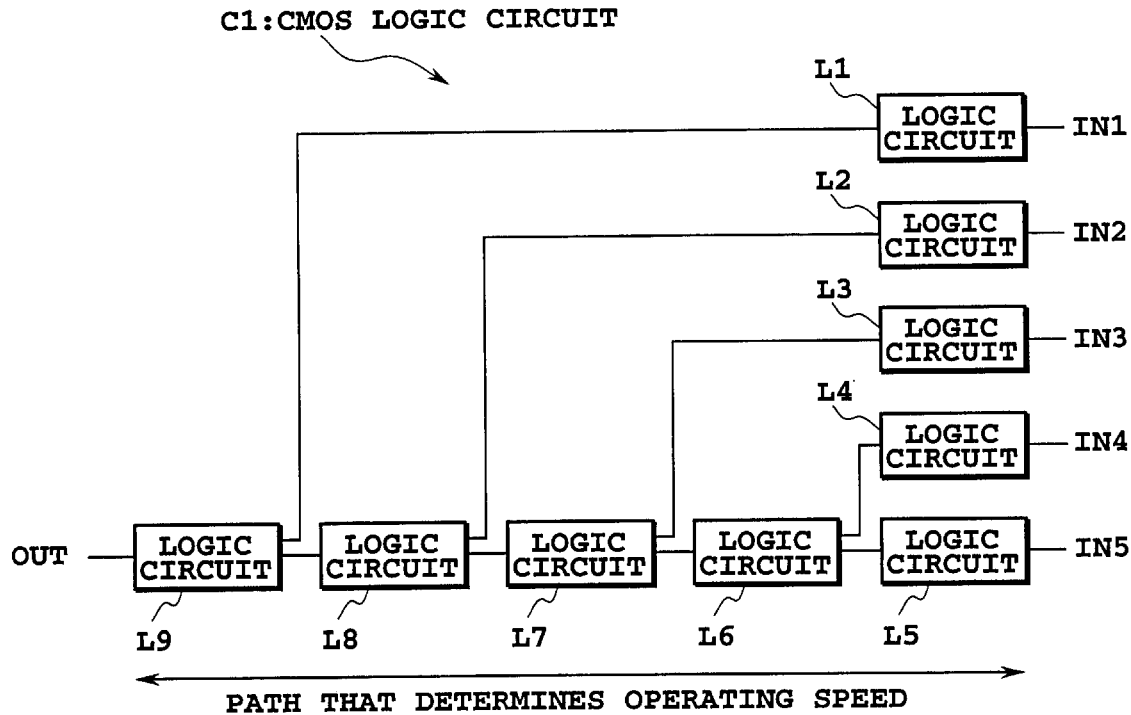 C1:CMOS LOGIC CIRCUIT
L1
LOGIC
CIRCUIT
IN1
L2
LOGIC
CIRCUIT
IN2
L3
LOGIC
CIRCUIT
IN3
L4
LOGIC
CIRCUIT
IN4
OUT
LOGIC
CIRCUIT
LOGIC
CIRCUIT
LOGIC
CIRCUIT
LOGIC
CIRCUIT
LOGIC
CIRCUIT
IN5
L9
L8
L7
L6
L5
PATH THAT DETERMINES OPERATING SPEED